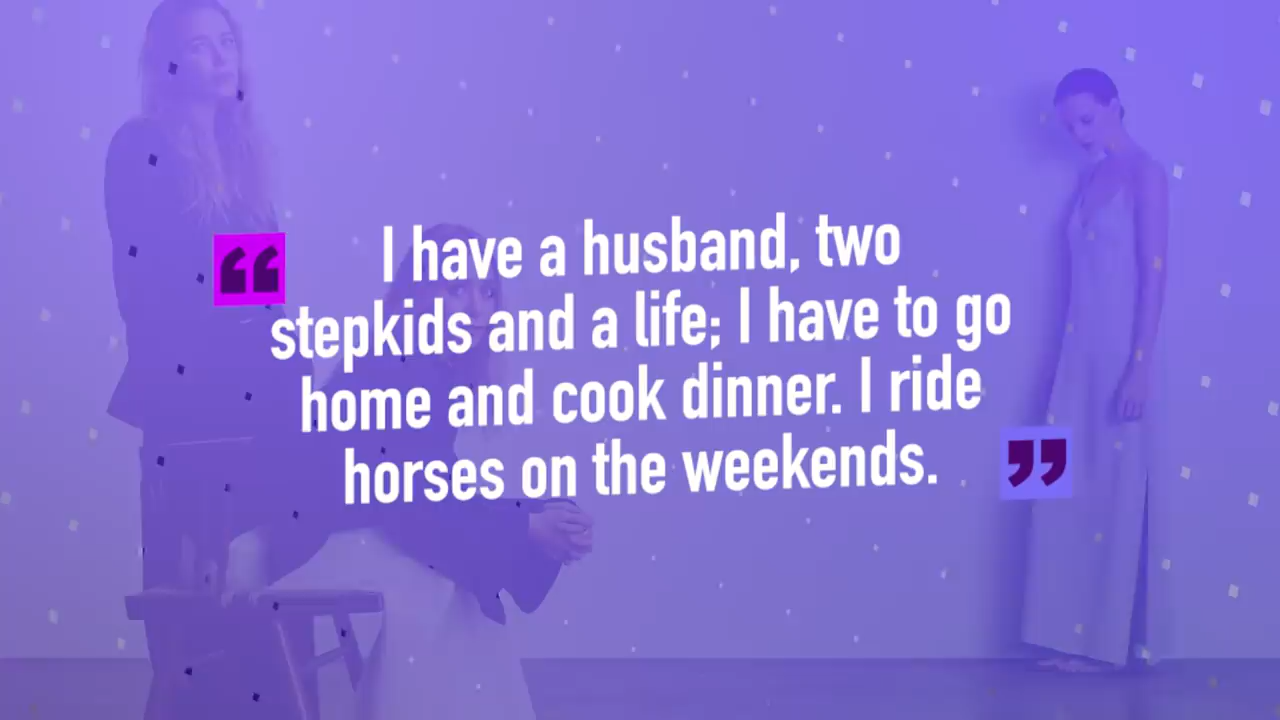 “
I have a husband, two
stepkids and a life; I have to go
home and cook dinner. I ride
horses on the weekends.
”